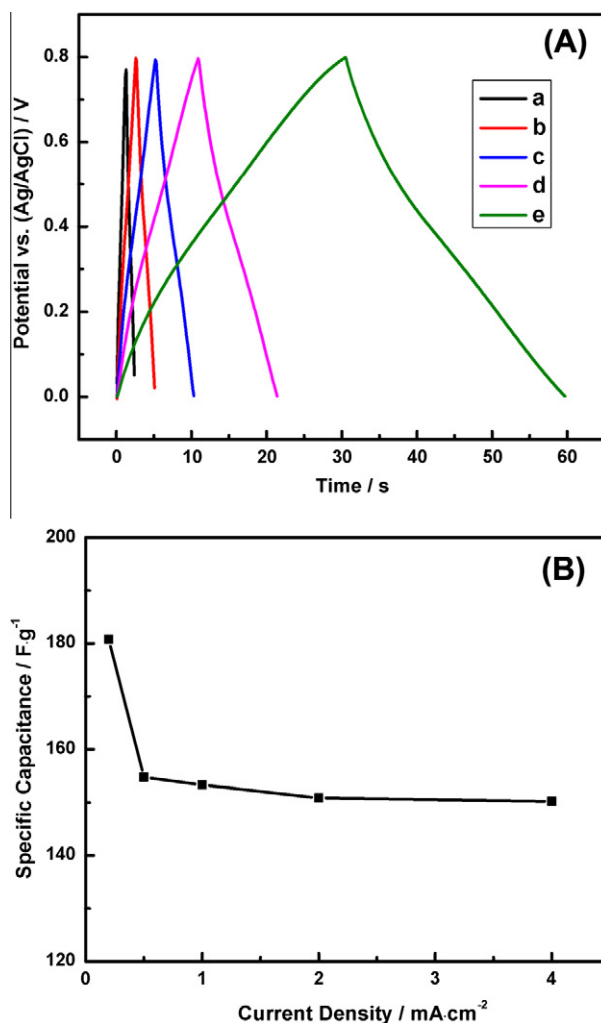 (A)
a
b
c
d
e
Potential vs. (Ag/AgCl) / V
0.8
0.6
0.4
0.2
0.0
0 10 20 30 40 50 60
Time / s
(B)
Specific Capacitance / F·g⁻¹
200
180
160
140
120
0 1 2 3 4
Current Density / mA·cm⁻²